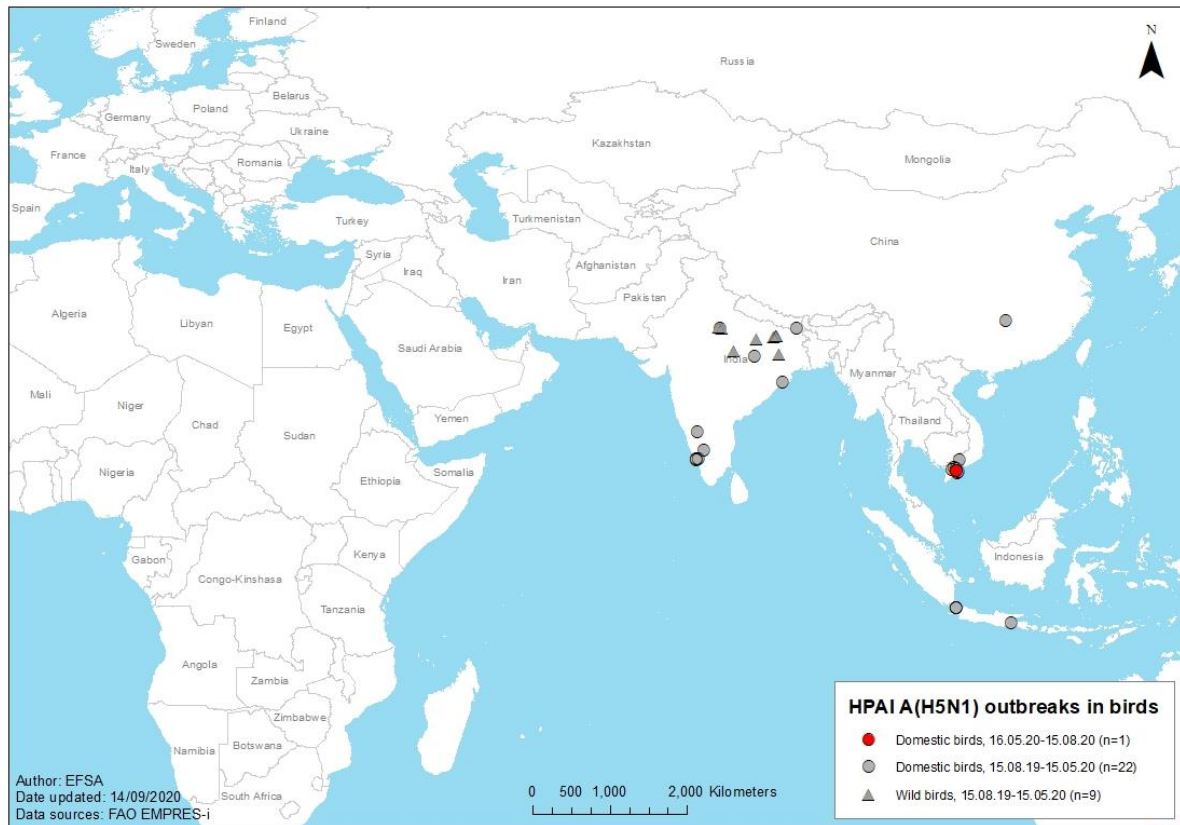 Finland
Sweden
N
Russia
Belarus
Germany
Poland
Ukraine
Kazakhstan
France
Mongolia
Italy
Romania
Spain
Turkey
Turkmenistan
China
Syria
Afghanistan
Iraq
Iran
Pakistan
Algeria
Libyan
Egypt
Saudi Arabia
India
Myanmar
Mali
Niger
Yemen
Thailand
Chad
Sudan
Nigeria
Ethiopia
Somalia
Gabon
Kenya
Indonesia
Congo-Kinshasa
Tanzania
Angola
Zambia
Zimbabwe
Namibia
Botswana
South Africa
Author: EFSA
Date updated: 14/09/2020
Data sources: FAO EMPRES-i
0 500 1,000 2,000 Kilometers
HPAI A(H5N1) outbreaks in birds
Domestic birds, 16.05.20-15.08.20 (n=1)
Domestic birds, 15.08.19-15.05.20 (n=22)
Wild birds, 15.08.19-15.05.20 (n=9)